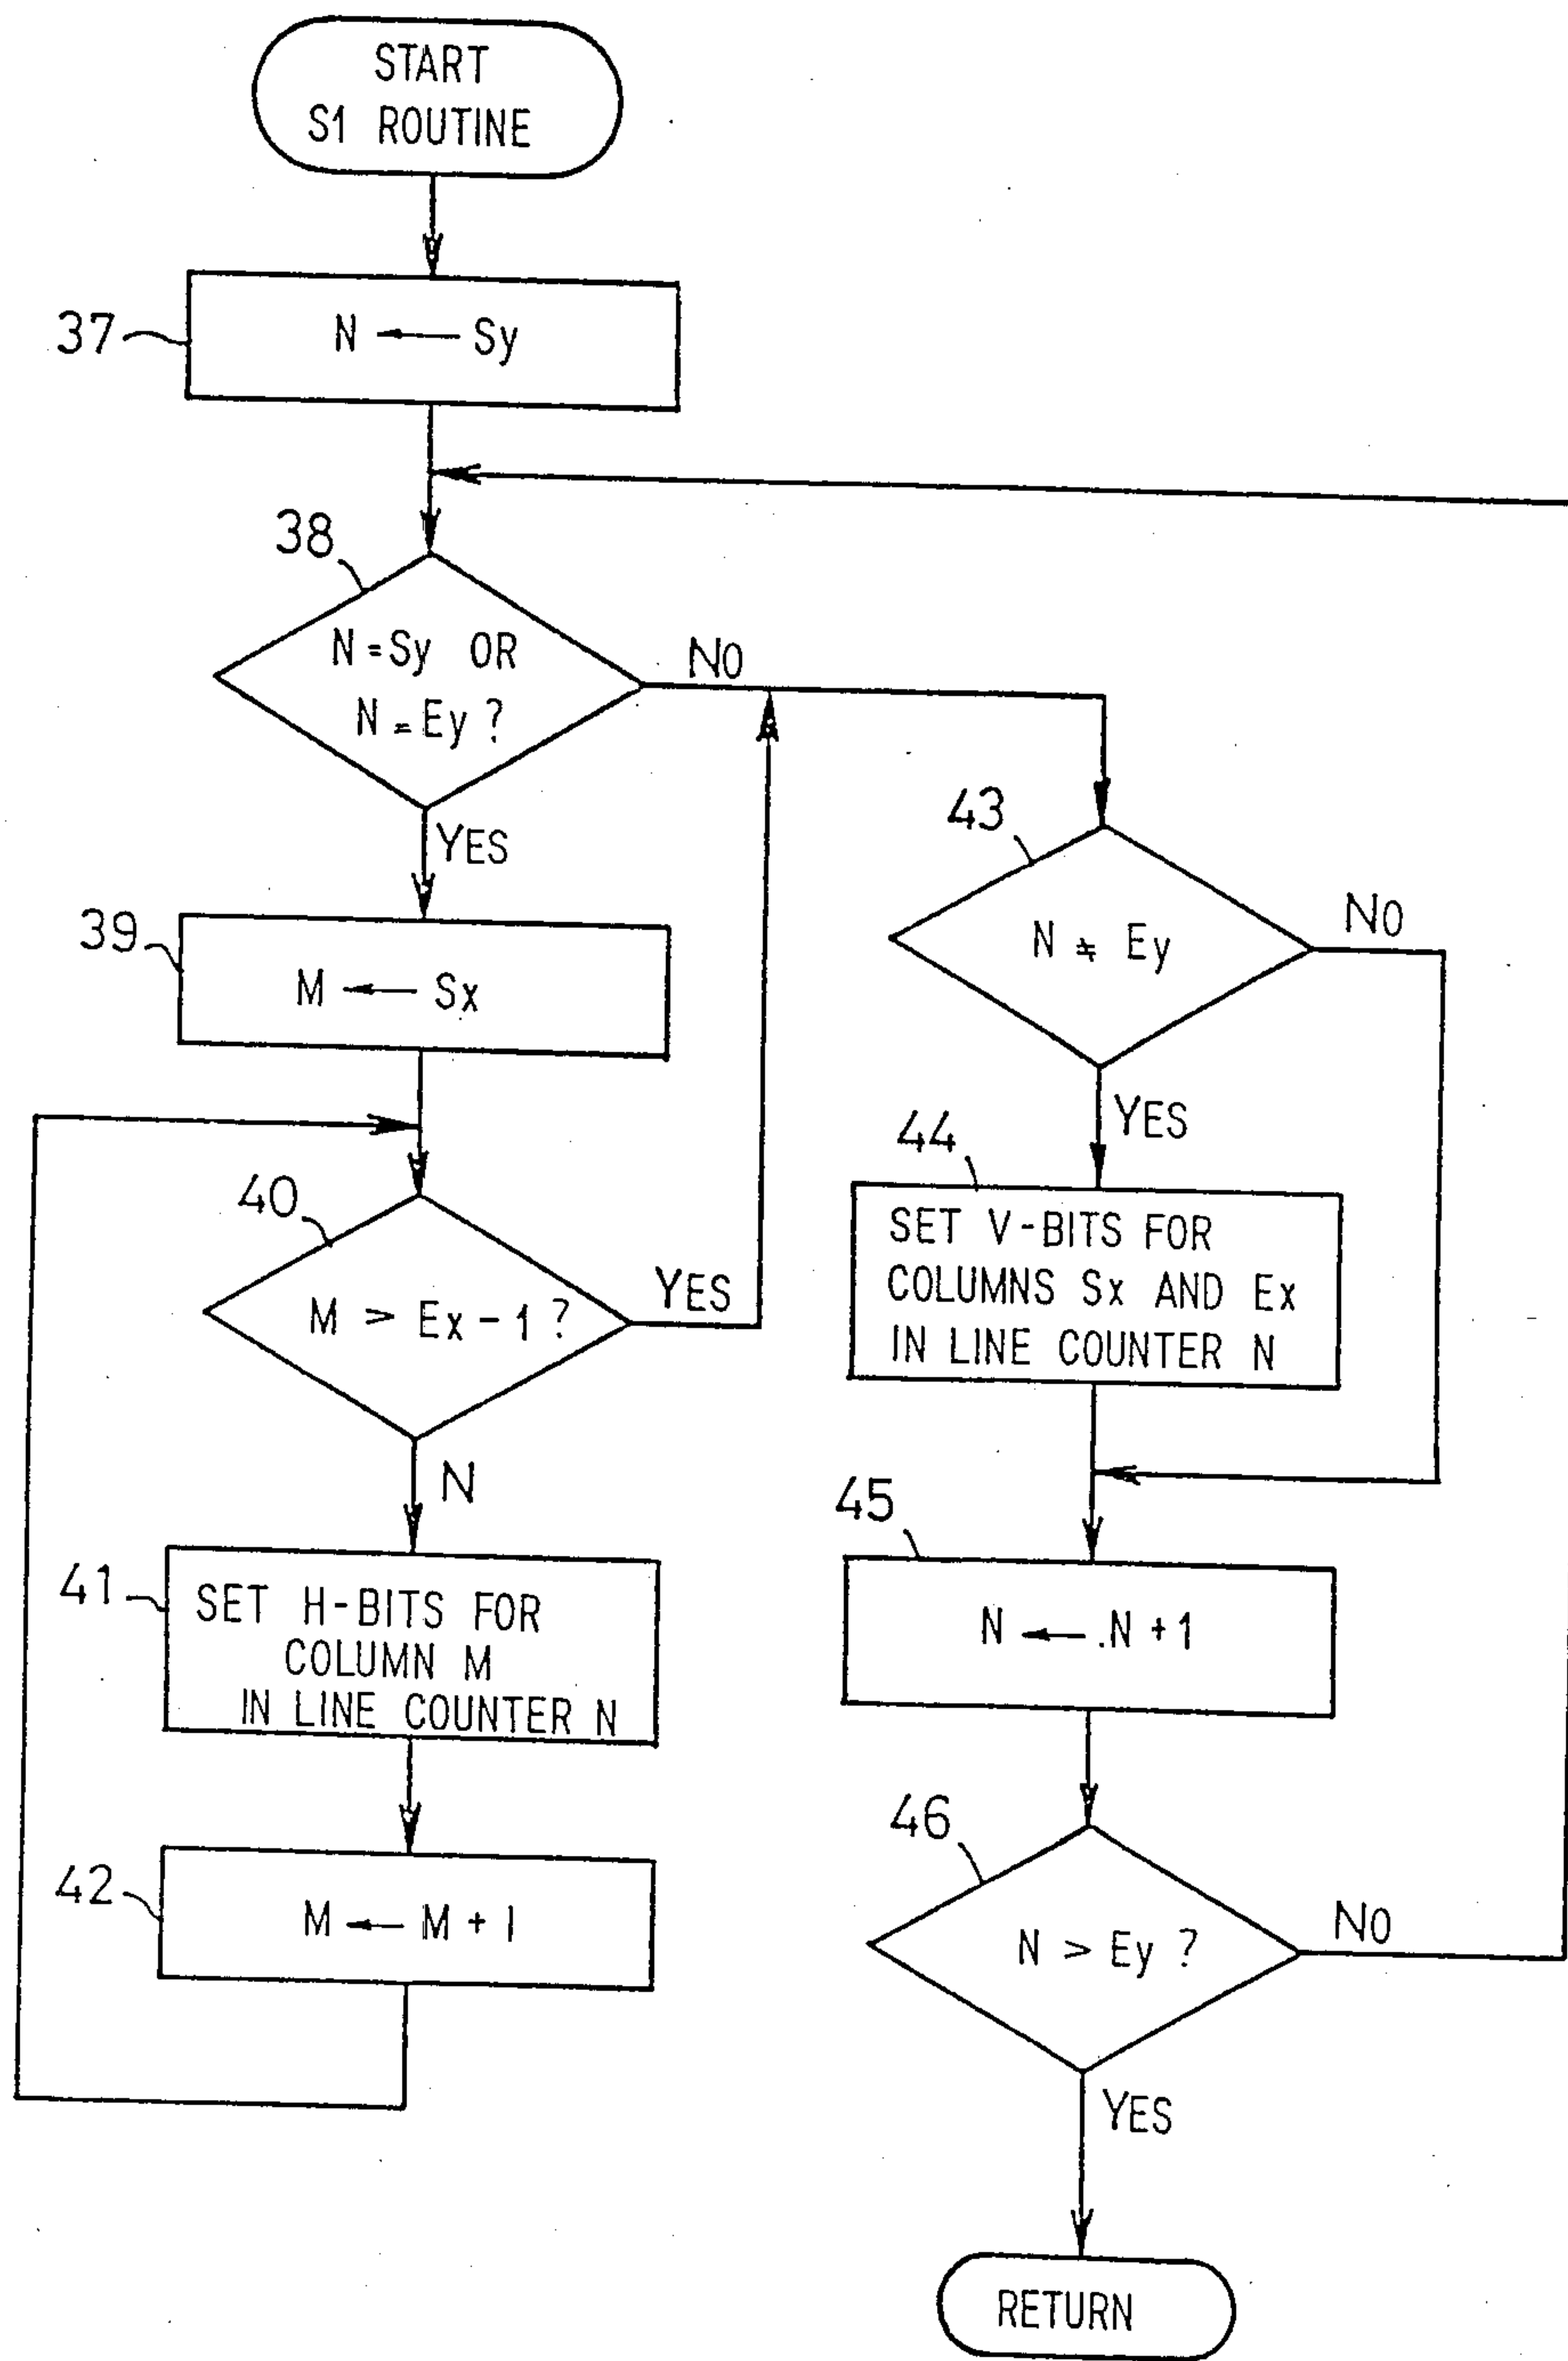 START
S1 ROUTINE
37
N ← Sy
38
N = Sy OR
N = Ey ?
NO
YES
39
M ← Sx
40
M > Ex - 1 ?
YES
N
41
SET H-BITS FOR
COLUMN M
IN LINE COUNTER N
42
M ← M + 1
43
N ≠ Ey
NO
YES
44
SET V-BITS FOR
COLUMNS Sx AND Ex
IN LINE COUNTER N
45
N ← N + 1
46
N > Ey ?
NO
YES
RETURN